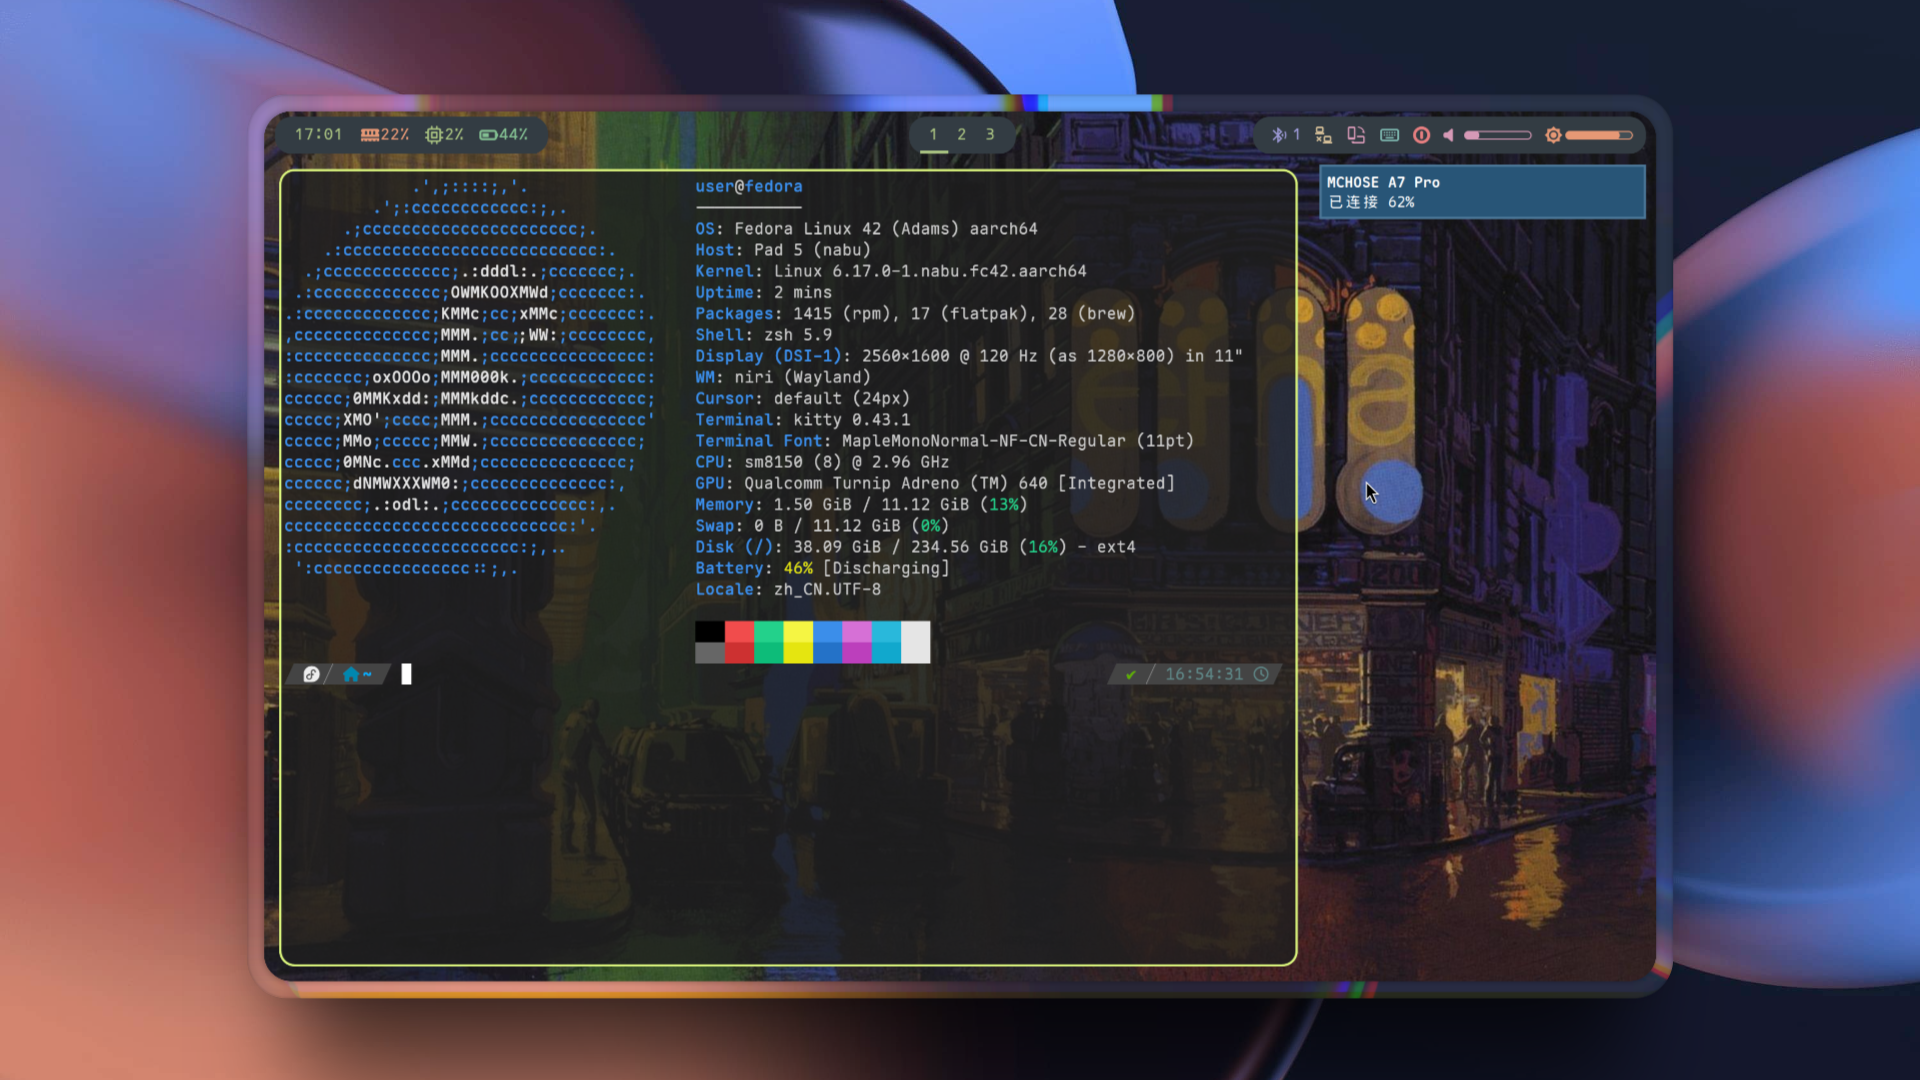 17:01 22% 2% 44% 1 2 3 1
MCHOSE A7 Pro
已连接 62%
.',;::::;,'.
.';:cccccccccccc:;,.
.;cccccccccccccccccccccc;.
.:cccccccccccccccccccccccccc:.
.;ccccccccccccc;.:dddl:.;ccccccc;.
.:ccccccccccccc;OWMKOOXMWd;ccccccc:.
.:ccccccccccccc;KMMc;cc;xMMc;ccccccc:.
,cccccccccccccc;MMM.;cc;;WW:;cccccccc,
:cccccccccccccc;MMM.;cccccccccccccccc:
:ccccccc;oxOOOo;MMM000k.;cccccccccccc:
cccccc;0MMKxdd:;MMMkddc.;cccccccccccc;
ccccc;XMO';cccc;MMM.;cccccccccccccccc'
ccccc;MMo;ccccc;MMW.;ccccccccccccccc;
ccccc;0MNc.ccc.xMMd;ccccccccccccccc;
cccccc;dNMWXXXWM0:;cccccccccccccc:,
cccccccc;.:odl:.;cccccccccccccc:,.
ccccccccccccccccccccccccccccc:'.
:ccccccccccccccccccccccc:;,..
':cccccccccccccccc::;,.
user@fedora
OS: Fedora Linux 42 (Adams) aarch64
Host: Pad 5 (nabu)
Kernel: Linux 6.17.0-1.nabu.fc42.aarch64
Uptime: 2 mins
Packages: 1415 (rpm), 17 (flatpak), 28 (brew)
Shell: zsh 5.9
Display (DSI-1): 2560×1600 @ 120 Hz (as 1280×800) in 11"
WM: niri (Wayland)
Cursor: default (24px)
Terminal: kitty 0.43.1
Terminal Font: MapleMonoNormal-NF-CN-Regular (11pt)
CPU: sm8150 (8) @ 2.96 GHz
GPU: Qualcomm Turnip Adreno (TM) 640 [Integrated]
Memory: 1.50 GiB / 11.12 GiB (13%)
Swap: 0 B / 11.12 GiB (0%)
Disk (/): 38.09 GiB / 234.56 GiB (16%) - ext4
Battery: 46% [Discharging]
Locale: zh_CN.UTF-8
~ 16:54:31